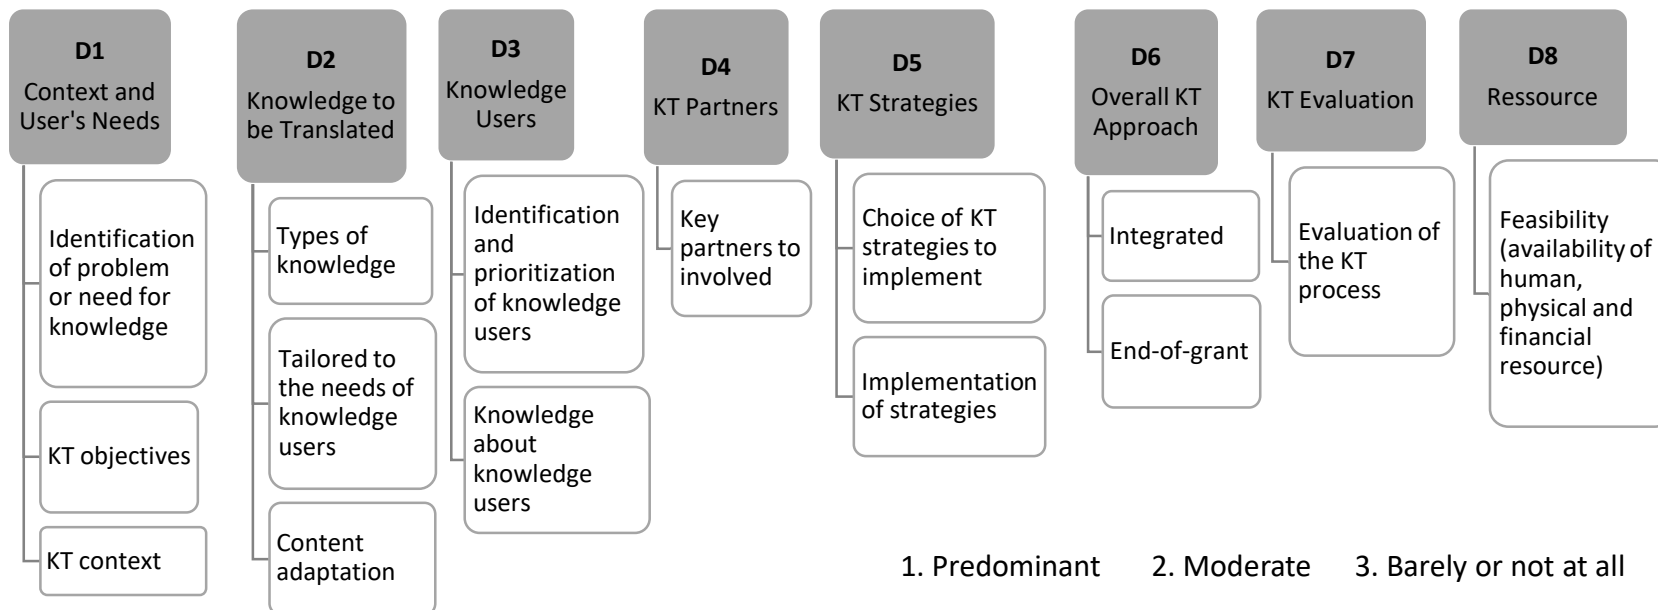 D1
Context and
User's Needs
Identification
of problem
or need for
knowledge
KT objectives
KT context
D2
Knowledge to
be Translated
Types of
knowledge
Tailored to
the needs of
knowledge
users
Content
adaptation
D3
Knowledge
Users
Identification
and
prioritization
of knowledge
users
Knowledge
about
knowledge
users
D4
KT Partners
Key
partners to
involved
D5
KT Strategies
Choice of KT
strategies to
implement
Implementation
of strategies
D6
Overall KT
Approach
Integrated
End-of-grant
D7
KT Evaluation
Evaluation of
the KT
process
D8
Ressource
Feasibility
(availability of
human,
physical and
financial
resource)
1. Predominant 2. Moderate 3. Barely or not at all